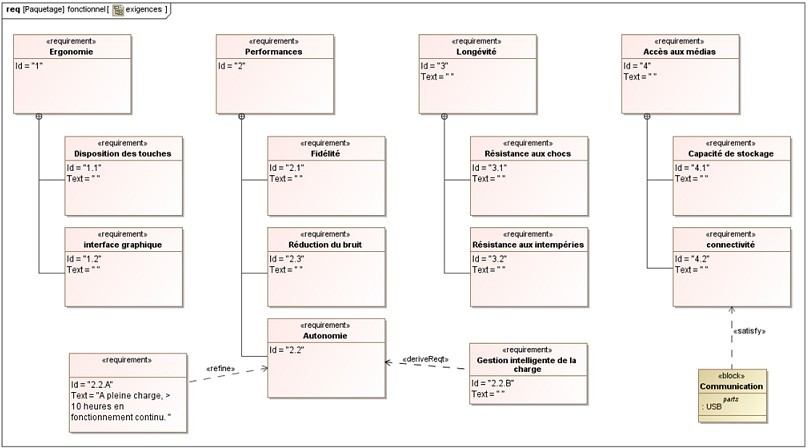 req [Paquetage] fonctionnel [ exigences ]
«requirement»
Ergonomie
Id = "1"
«requirement»
Performances
Id = "2"
«requirement»
Longévité
Id = "3"
Text = " "
«requirement»
Accès aux médias
Id = "4"
Text = " "
«requirement»
Disposition des touches
Id = "1.1"
Text = " "
«requirement»
Fidélité
Id = "2.1"
Text = " "
«requirement»
Résistance aux chocs
Id = "3.1"
Text = " "
«requirement»
Capacité de stockage
Id = "4.1"
Text = " "
«requirement»
interface graphique
Id = "1.2"
Text = " "
«requirement»
Réduction du bruit
Id = "2.3"
Text = " "
«requirement»
Résistance aux intempéries
Id = "3.2"
Text = " "
«requirement»
connectivité
Id = "4.2"
Text = " "
«requirement»
Autonomie
Id = "2.2"
«satisfy»
«requirement»
Id = "2.2.A"
Text = "A pleine charge, >
10 heures en
fonctionnement continu. "
«refine»
«deriveReqt»
«requirement»
Gestion intelligente de la
charge
Id = "2.2.B"
Text = " "
«block»
Communication
parts
: USB